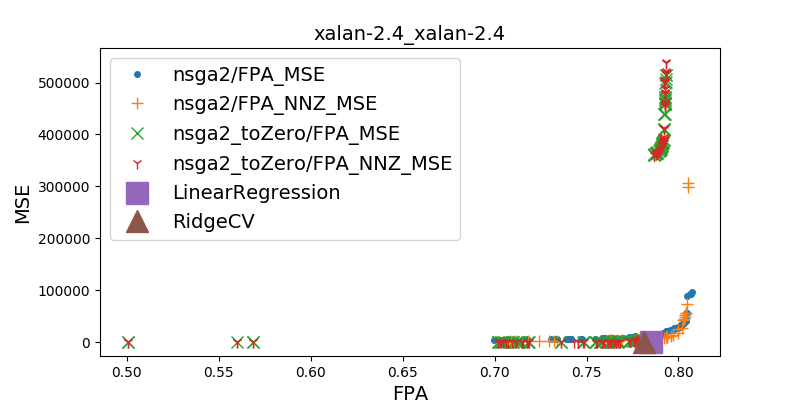 xalan-2.4_xalan-2.4
nsga2/FPA_MSE
nsga2/FPA_NNZ_MSE
nsga2_toZero/FPA_MSE
nsga2_toZero/FPA_NNZ_MSE
LinearRegression
RidgeCV
MSE
500000
400000
300000
200000
100000
0
0.50 0.55 0.60 0.65 0.70 0.75 0.80
FPA